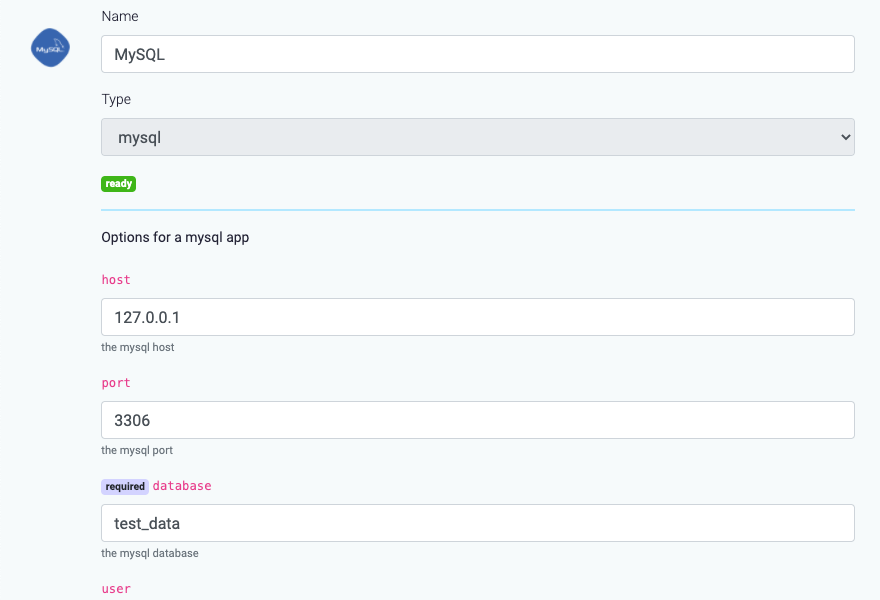 Name
MySQL
MySQL
Type
mysql
ready
Options for a mysql app
host
127.0.0.1
the mysql host
port
3306
the mysql port
required database
test_data
the mysql database
user